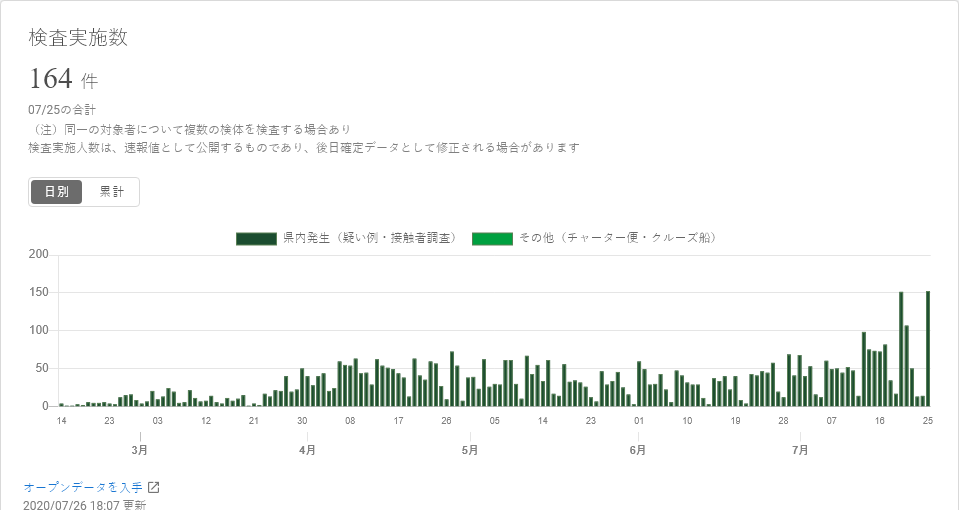 検査実施数
164 件
07/25の合計
（注）同一の対象者について複数の検体を検査する場合あり
検査実施人数は、速報値として公開するものであり、後日確定データとして修正される場合があります
日別 累計
県内発生（疑い例・接触者調査） その他（チャーター便・クルーズ船）
200
150
100
50
0
14 23 03 12 21 30 08 17 26 05 14 23 01 10 19 28 07 16 25
3月 4月 5月 6月 7月
オープンデータを入手
2020/07/26 18:07 更新